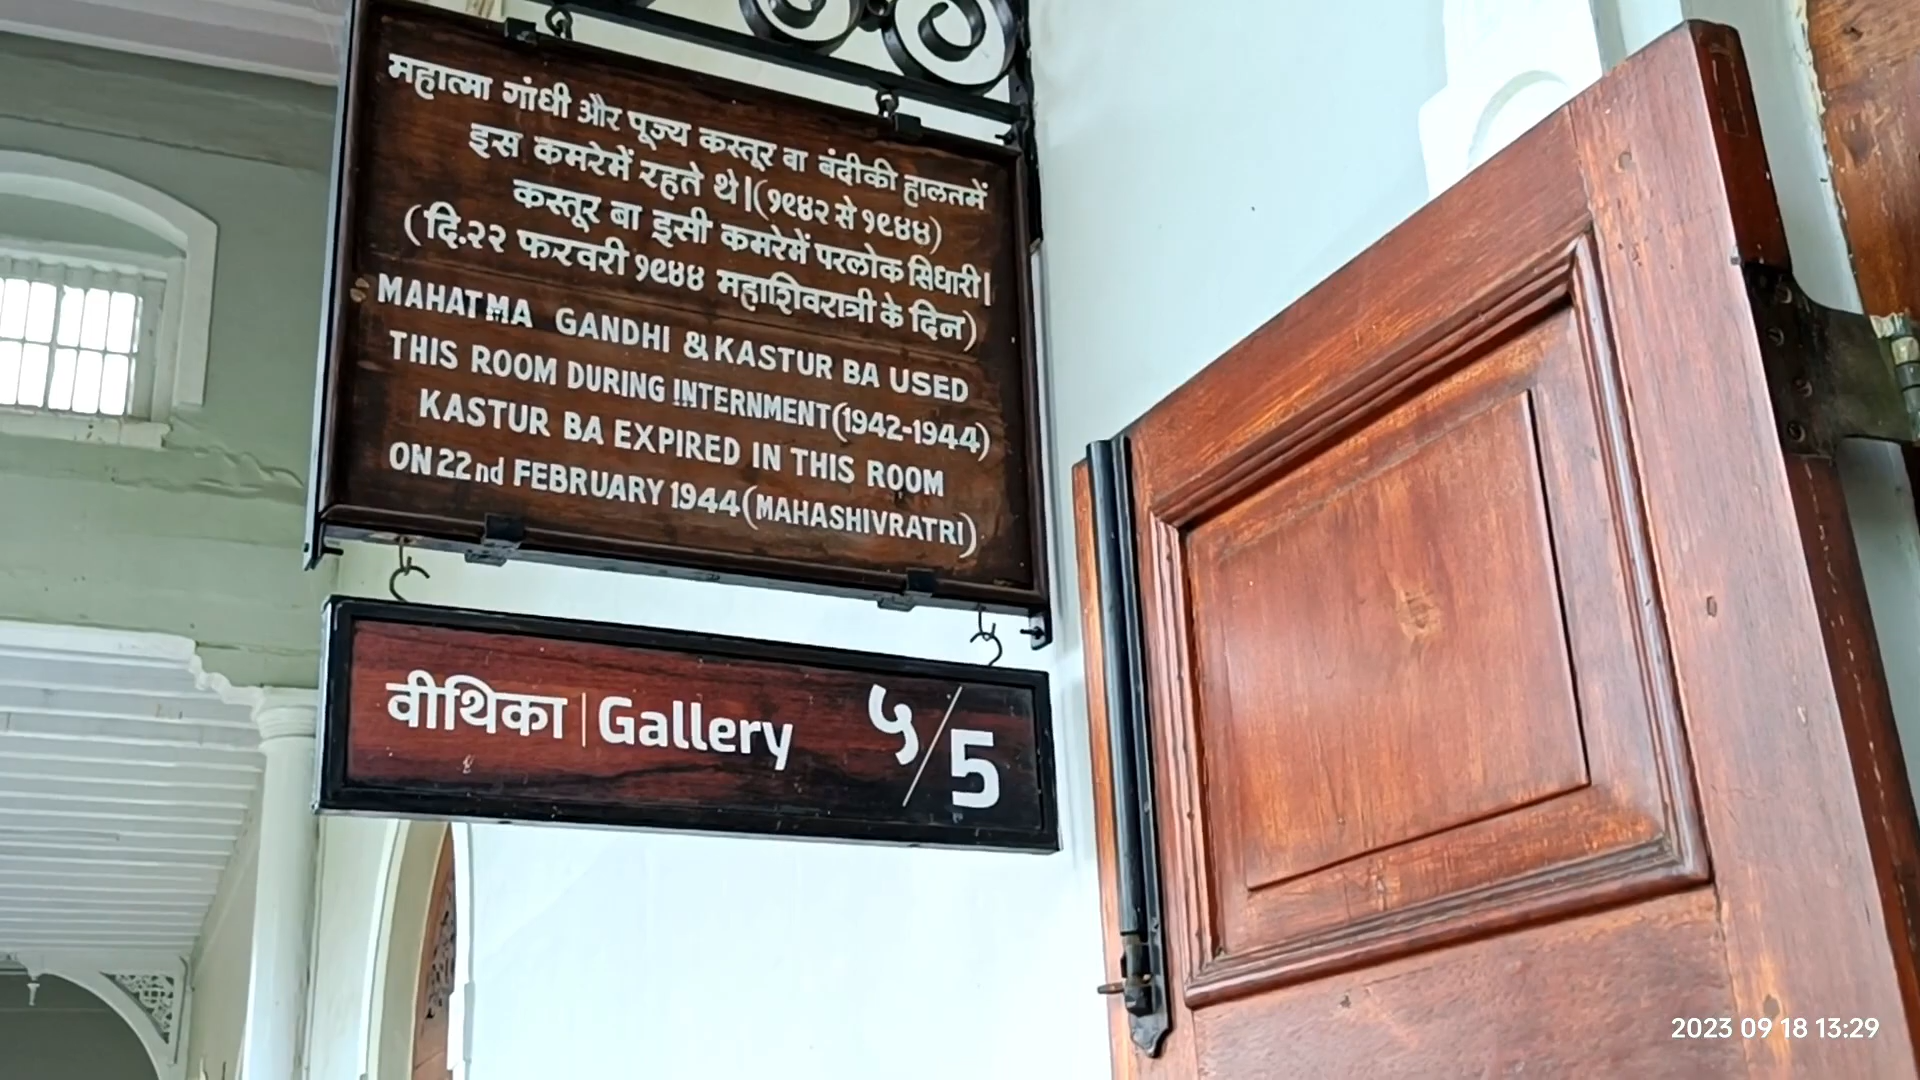 महात्मा गांधी और पूज्य कस्तूर बा बंदीकी हालतमें
इस कमरेमें रहते थे|(१९४२ से १९४४)
कस्तूर बा इसी कमरेमें परलोक सिधारी|
(दि.२२ फरवरी १९४४ महाशिवरात्री के दिन)
MAHATMA GANDHI & KASTUR BA USED
THIS ROOM DURING INTERNMENT(1942-1944)
KASTUR BA EXPIRED IN THIS ROOM
ON 22nd FEBRUARY 1944(MAHASHIVRATRI)
वीथिका | Gallery ५/5
2023 09 18 13:29